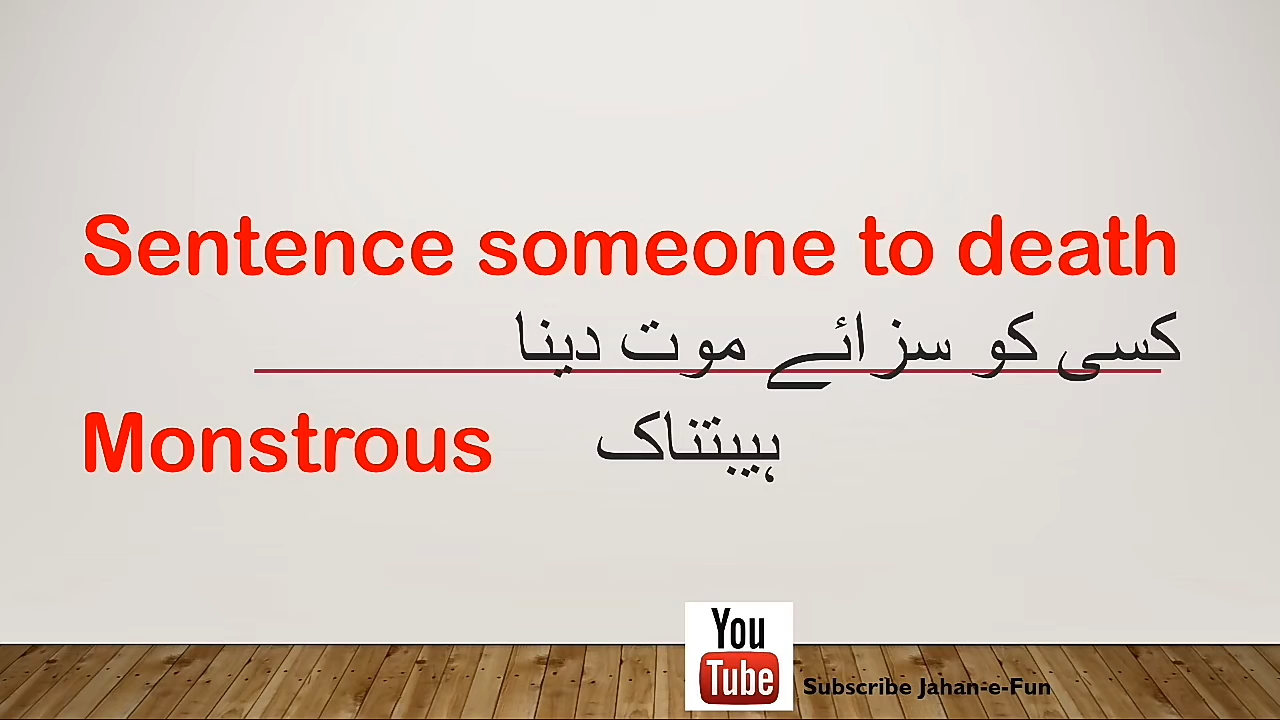 Sentence someone to death
کسی کو سزائے موت دینا
Monstrous ہیبتناک
You
Tube
Subscribe Jahan-e-Fun